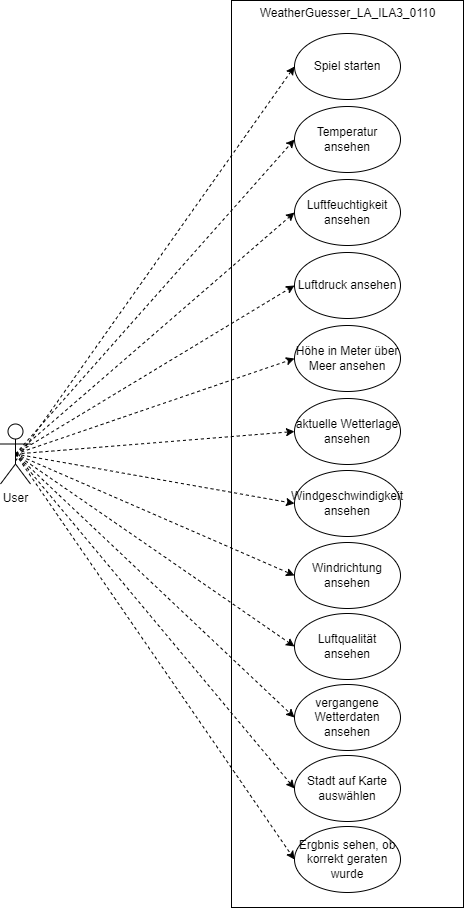 WeatherGuesser_LA_ILA3_0110
Spiel starten
Temperatur
ansehen
Luftfeuchtigkeit
ansehen
Luftdruck ansehen
Höhe in Meter über
Meer ansehen
aktuelle Wetterlage
ansehen
User
Windgeschwindigkeit
ansehen
Windrichtung
ansehen
Luftqualität
ansehen
vergangene
Wetterdaten
ansehen
Stadt auf Karte
auswählen
Ergbnis sehen, ob
korrekt geraten
wurde